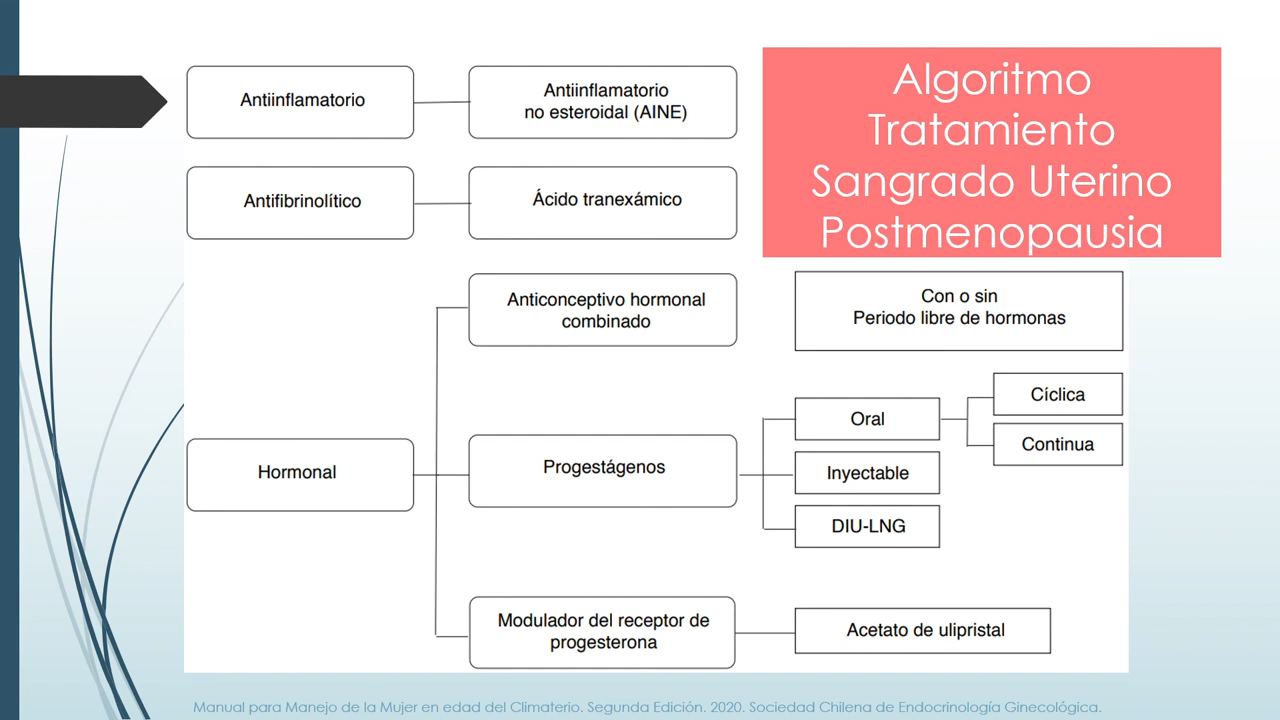 Algoritmo
Tratamiento
Sangrado Uterino
Postmenopausia
Antiinflamatorio
Antiinflamatorio
no esteroidal (AINE)
Antifibrinolítico
Ácido tranexámico
Hormonal
Anticonceptivo hormonal
combinado
Con o sin
Periodo libre de hormonas
Progestágenos
Oral
Cíclica
Continua
Inyectable
DIU-LNG
Modulador del receptor de
progesterona
Acetato de ulipristal
Manual para Manejo de la Mujer en edad del Climaterio. Segunda Edición. 2020. Sociedad Chilena de Endocrinología Ginecológica.